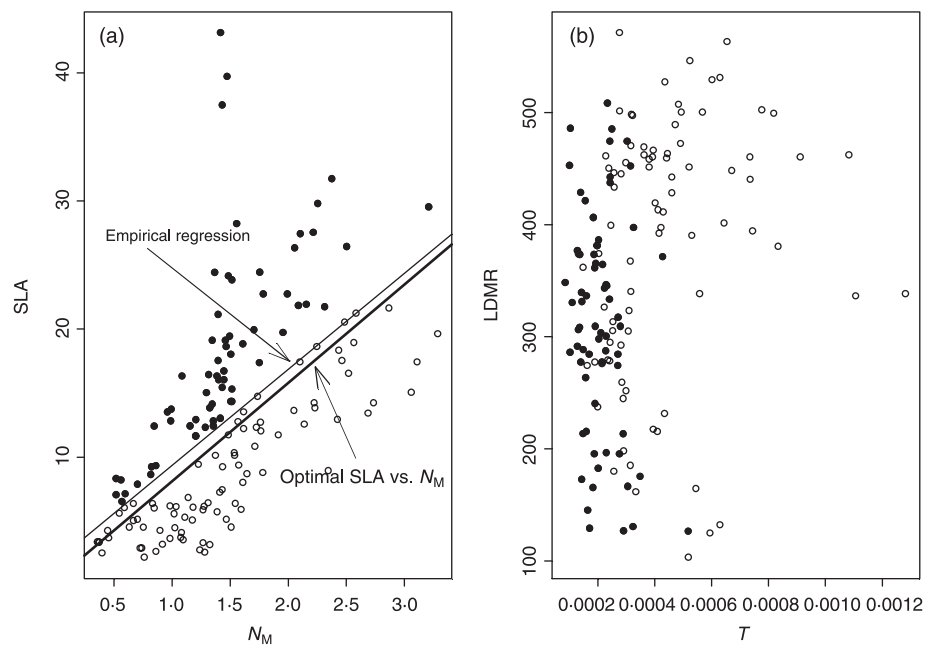 (a)
40
30
20
10
SLA
Empirical regression
Optimal SLA vs. NM
0·5 1·0 1·5 2·0 2·5 3·0
NM
(b)
500
400
300
200
100
LDMR
0·0002 0·0004 0·0006 0·0008 0·0010 0·0012
T